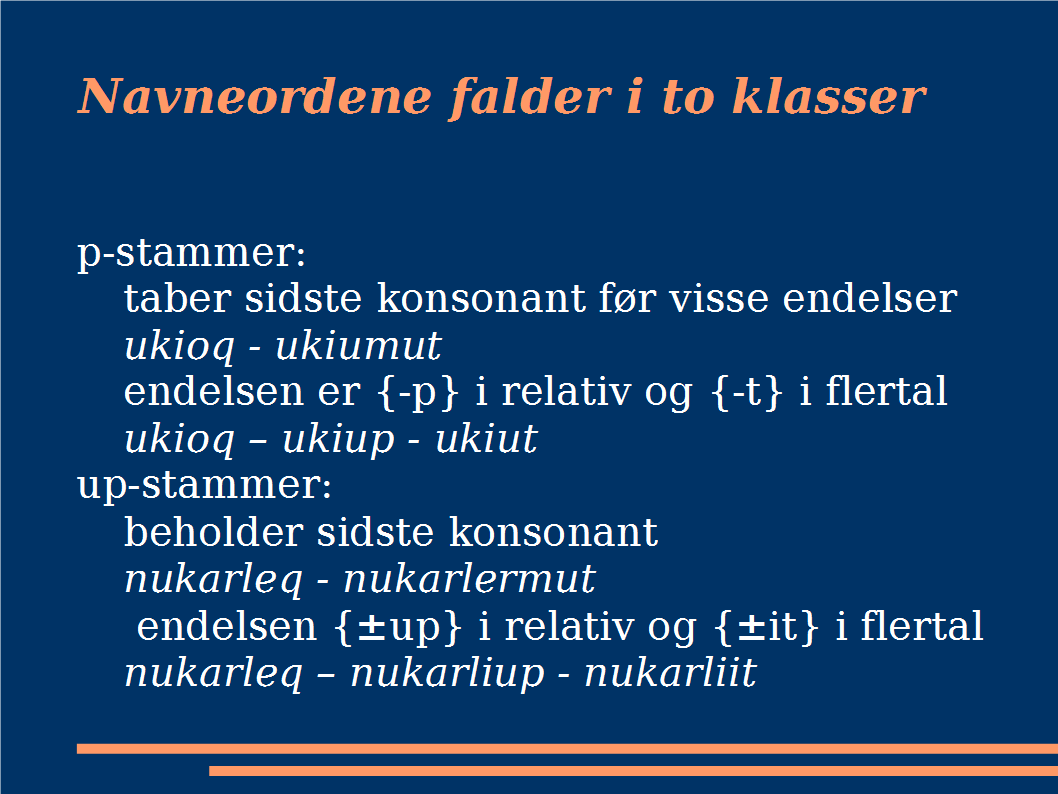 Navneordene falder i to klasser
p-stammer:
taber sidste konsonant før visse endelser
ukioq - ukiumut
endelsen er {-p} i relativ og {-t} i flertal
ukioq – ukiup - ukiut
up-stammer:
beholder sidste konsonant
nukarleq - nukarlermut
endelsen {±up} i relativ og {±it} i flertal
nukarleq – nukarliup - nukarliit